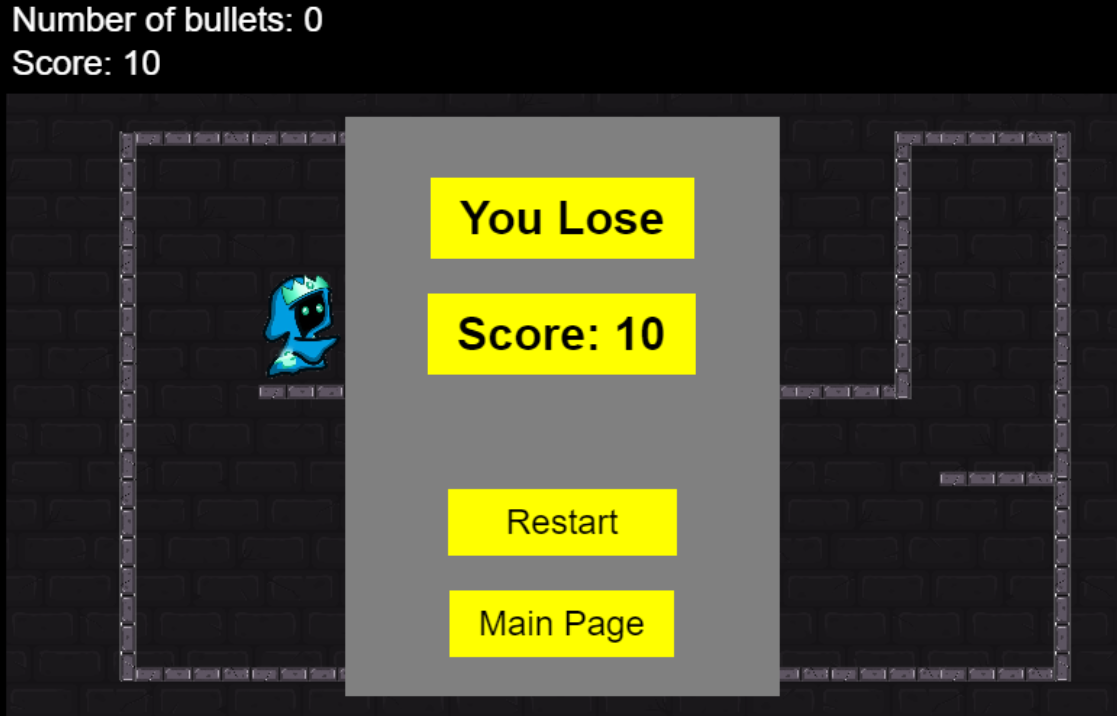 Number of bullets: 0
Score: 10
You Lose
Score: 10
Restart
Main Page